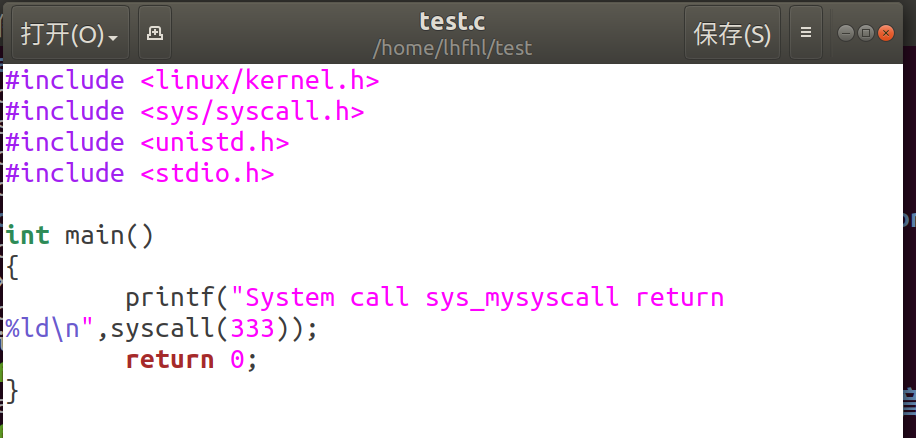 打开(O)
test.c
/home/lhfhl/test
保存(S)
#include <linux/kernel.h>
#include <sys/syscall.h>
#include <unistd.h>
#include <stdio.h>
int main()
{
printf("System call sys_mysyscall return
%ld\n",syscall(333));
return 0;
}